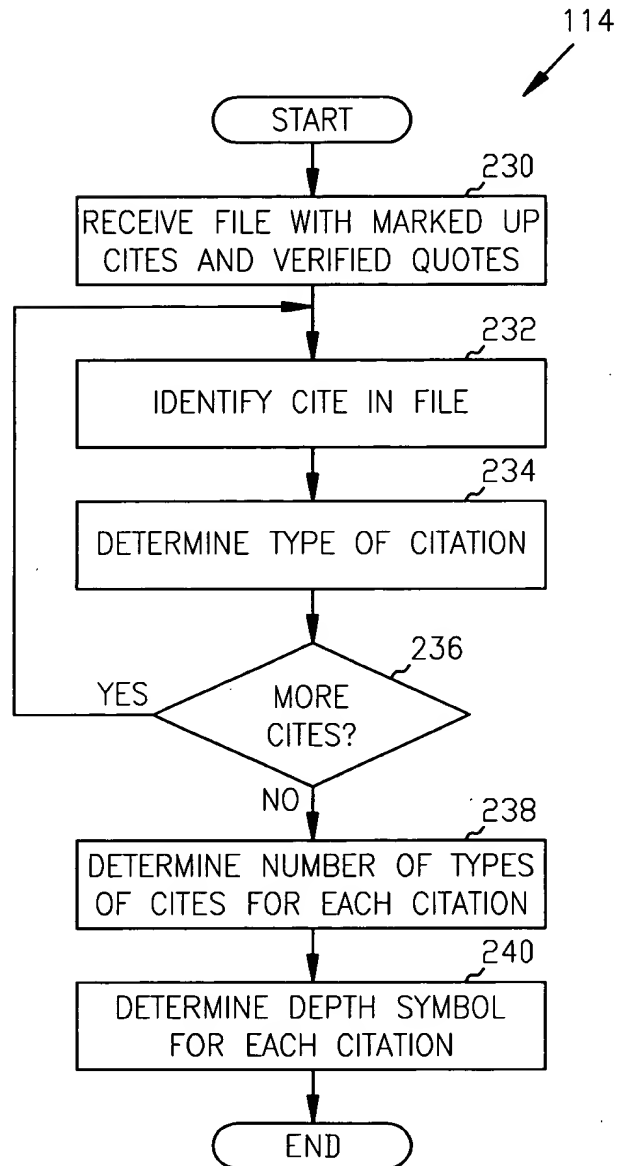 114
START
230
RECEIVE FILE WITH MARKED UP
CITES AND VERIFIED QUOTES
232
IDENTIFY CITE IN FILE
234
DETERMINE TYPE OF CITATION
236
YES
MORE
CITES?
NO
238
DETERMINE NUMBER OF TYPES
OF CITES FOR EACH CITATION
240
DETERMINE DEPTH SYMBOL
FOR EACH CITATION
END